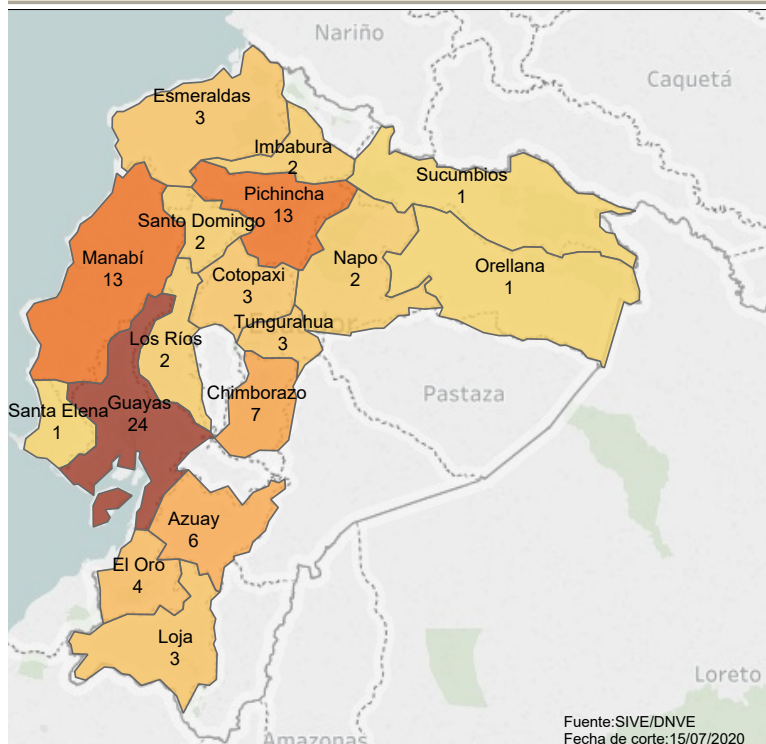 Nariño
Caquetá
Esmeraldas
3
Imbabura
2
Sucumbios
1
Pichincha
13
Santo Domingo
2
Manabí
13
Napo
2
Orellana
1
Cotopaxi
3
Ecuador
Tungurahua
3
Los Ríos
2
Pastaza
Chimborazo
7
Santa Elena
1
Guayas
24
Azuay
6
El Oro
4
Loja
3
Loreto
Amazonas
Fuente:SIVE/DNVE
Fecha de corte:15/07/2020